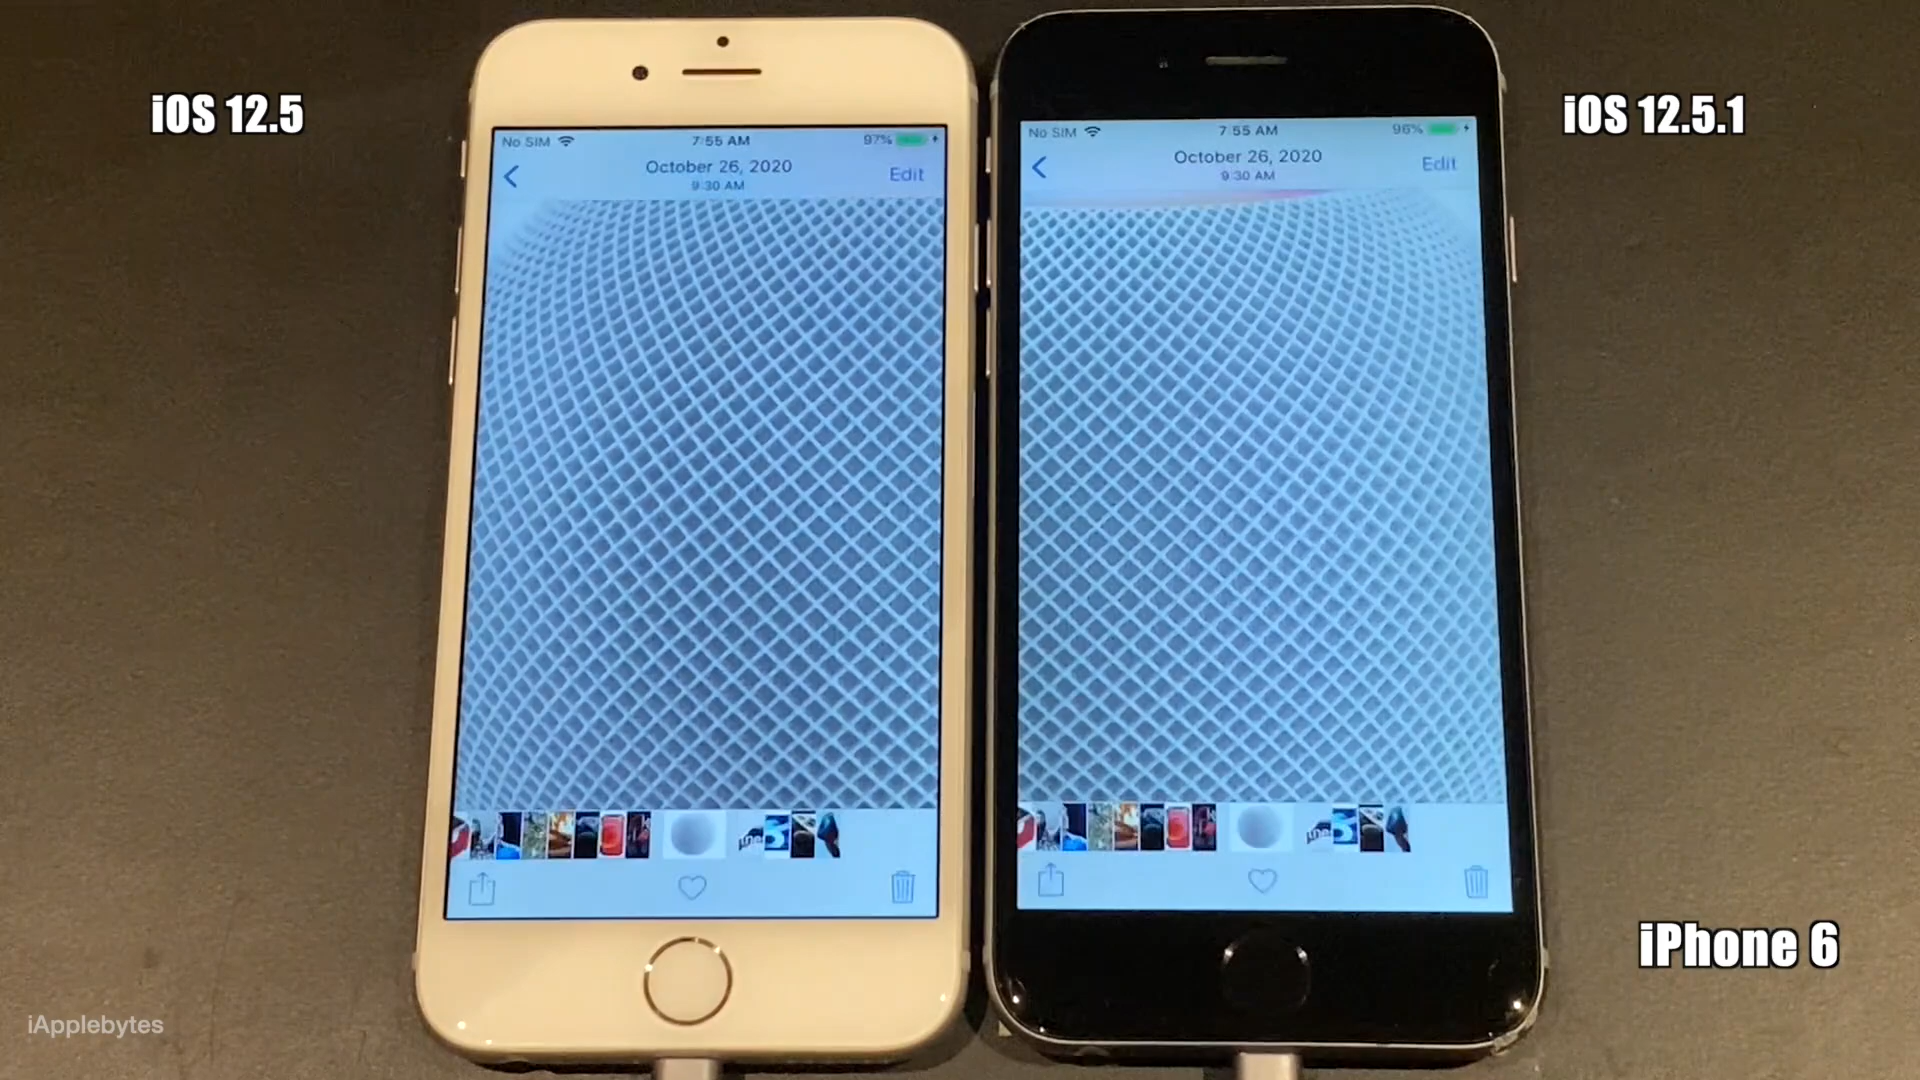 iOS 12.5
iOS 12.5.1
No SIM 7:55 AM 97%
October 26, 2020
9:30 AM
Edit
No SIM 7:55 AM 96%
October 26, 2020
9:30 AM
Edit
iPhone 6
iApplebytes